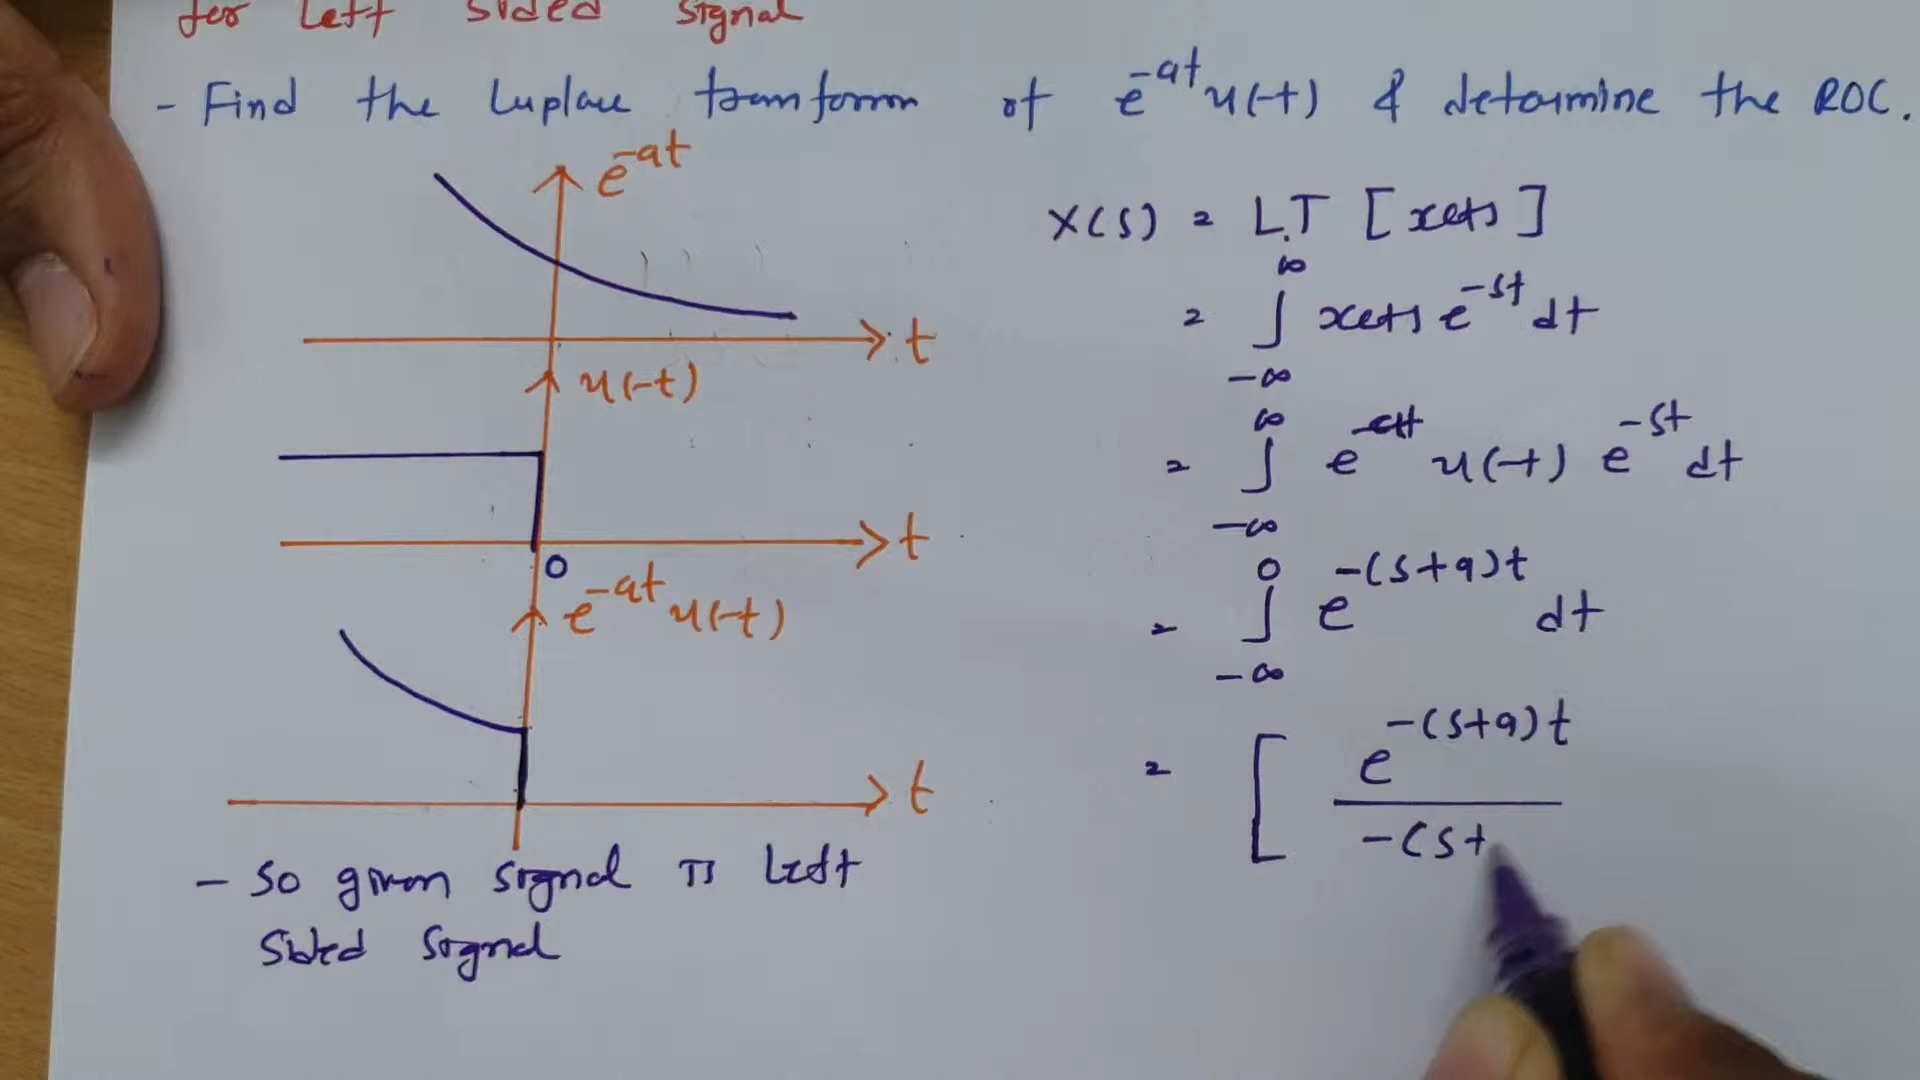 for Left sided signal
- Find the Luplace transform of e^-at u(-t) & determine the ROC.
e^-at
t
u(-t)
t
0
e^-at u(-t)
t
- So given signal is Left
Sided Signal
X(s) = L.T [x(t)]
= ∫_-∞^∞ x(t) e^-st dt
= ∫_-∞^∞ e^-at u(-t) e^-st dt
= ∫_-∞^0 e^-(s+a)t dt
= [ e^-(s+a)t / -(s+